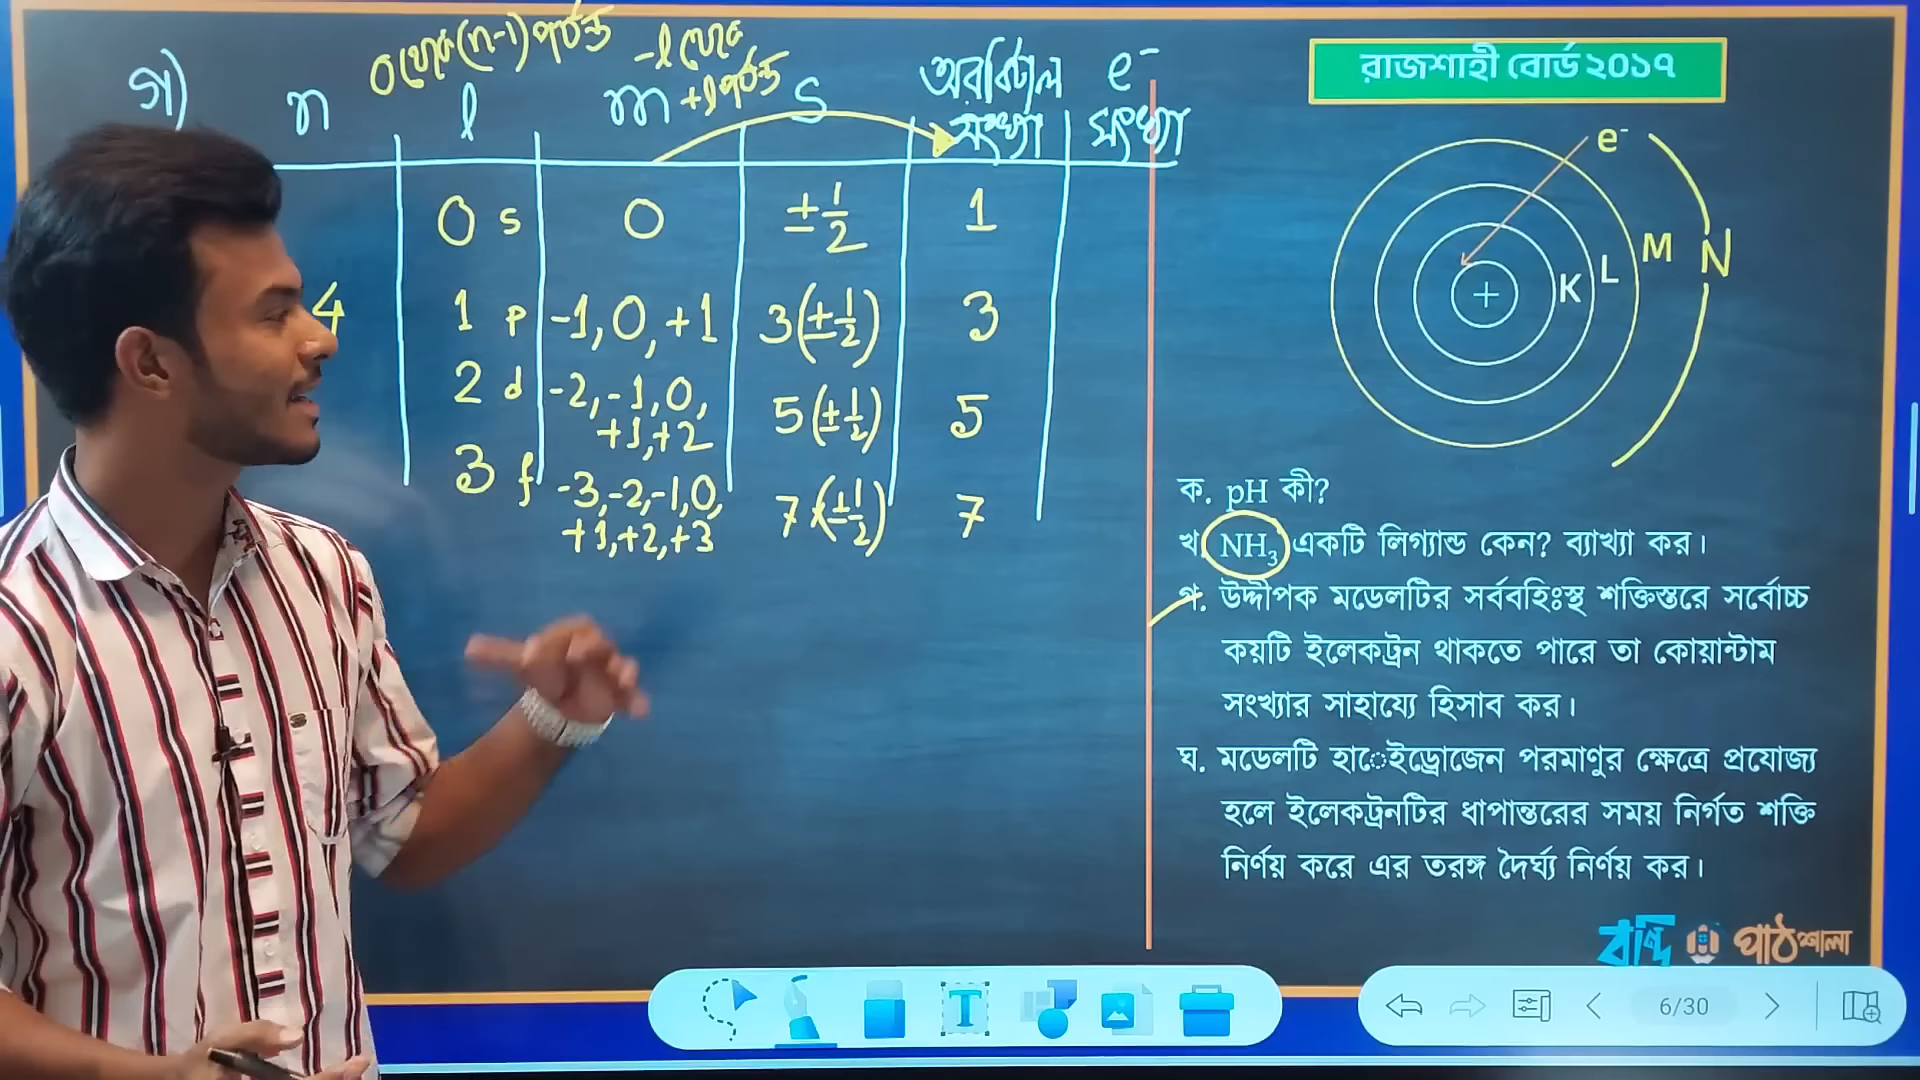 0 থেকে (n-1) পর্যন্ত
-l থেকে
+l পর্যন্ত
গ) n l m s অরবিটাল সংখ্যা e⁻ সংখ্যা
0 s 0 ±1/2 1
4 1 p -1, 0, +1 3(±1/2) 3
2 d -2, -1, 0, +1, +2 5(±1/2) 5
3 f -3, -2, -1, 0, +1, +2, +3 7(±1/2) 7
রাজশাহী বোর্ড ২০১৭
e⁻
+ K L M N
ক. pH কী?
খ. NH₃ একটি লিগ্যান্ড কেন? ব্যাখ্যা কর।
গ. উদ্দীপক মডেলটির সর্ববহিঃস্থ শক্তিস্তরে সর্বোচ্চ
কয়টি ইলেকট্রন থাকতে পারে তা কোয়ান্টাম
সংখ্যার সাহায্যে হিসাব কর।
ঘ. মডেলটি হােইড্রোজেন পরমাণুর ক্ষেত্রে প্রযোজ্য
হলে ইলেকট্রনটির ধাপান্তরের সময় নির্গত শক্তি
নির্ণয় করে এর তরঙ্গ দৈর্ঘ্য নির্ণয় কর।
বন্দি পাঠশালা
T
6/30